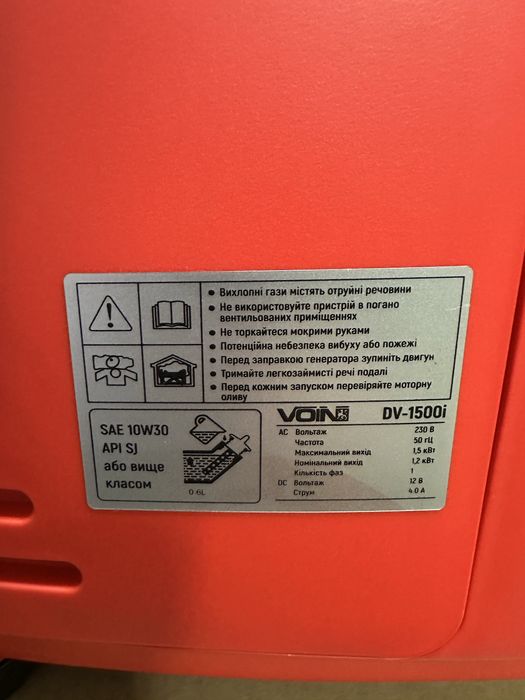 • Вихлопні гази містять отруйні речовини
• Не використовуйте пристрій в погано
вентильованих приміщеннях
• Не торкайтеся мокрими руками
• Потенційна небезпека вибуху або пожежі
• Перед заправкою генератора зупиніть двигун
• Тримайте легкозаймисті речі подалі
• Перед кожним запуском перевіряйте моторну
оливу
SAE 10W30
API SJ
або вище
класом
0.6L
VOIN DV-1500i
AC Вольтаж 230 В
Частота 50 гЦ
Максимальний вихід 1,5 кВт
Номінальний вихід 1,2 кВт
Кількість фаз 1
DC Вольтаж 12 В
Струм 4.0 А